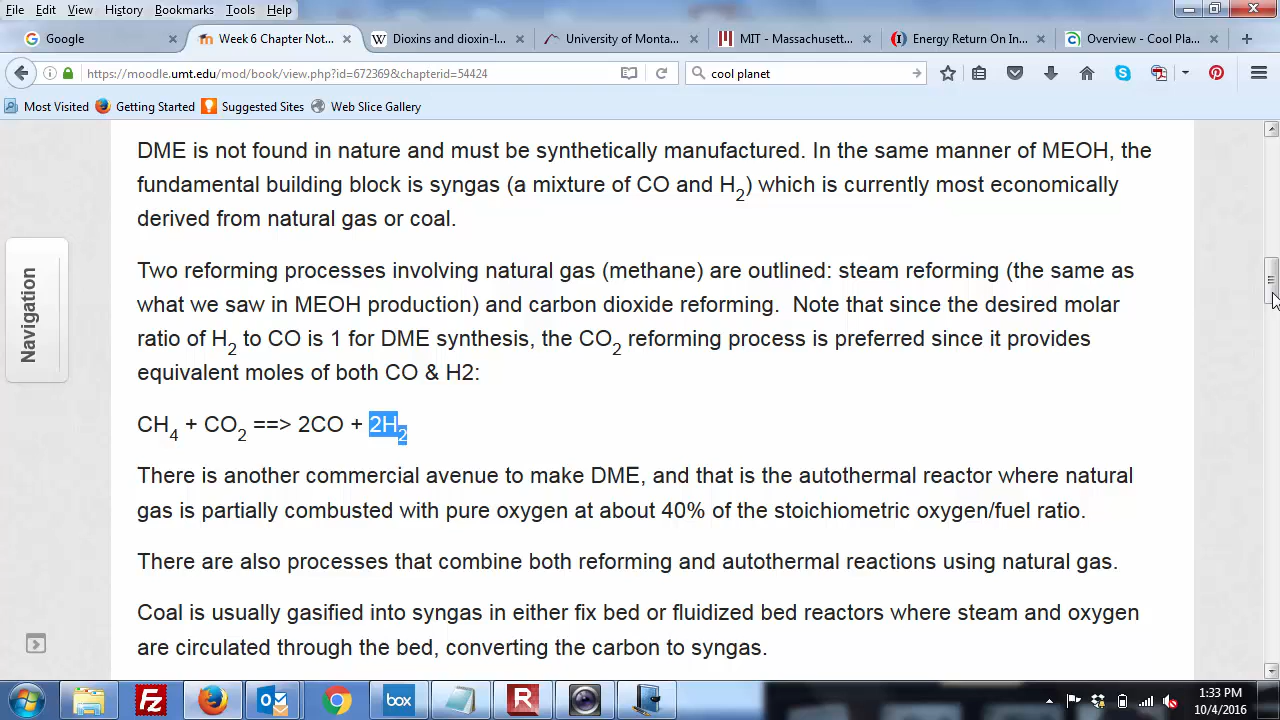 File Edit View History Bookmarks Tools Help
Google
Week 6 Chapter Not...
Dioxins and dioxin-l...
University of Monta...
MIT - Massachusett...
Energy Return On In...
Overview - Cool Pla...
https://moodle.umt.edu/mod/book/view.php?id=672369&chapterid=54424
cool planet
Most Visited Getting Started Suggested Sites Web Slice Gallery
DME is not found in nature and must be synthetically manufactured. In the same manner of MEOH, the
fundamental building block is syngas (a mixture of CO and H2) which is currently most economically
derived from natural gas or coal.
Two reforming processes involving natural gas (methane) are outlined: steam reforming (the same as
what we saw in MEOH production) and carbon dioxide reforming.  Note that since the desired molar
ratio of H2 to CO is 1 for DME synthesis, the CO2 reforming process is preferred since it provides
equivalent moles of both CO & H2:
CH4 + CO2 ==> 2CO + 2H2
There is another commercial avenue to make DME, and that is the autothermal reactor where natural
gas is partially combusted with pure oxygen at about 40% of the stoichiometric oxygen/fuel ratio.
There are also processes that combine both reforming and autothermal reactions using natural gas.
Coal is usually gasified into syngas in either fix bed or fluidized bed reactors where steam and oxygen
are circulated through the bed, converting the carbon to syngas.
Navigation
box
1:33 PM
10/4/2016